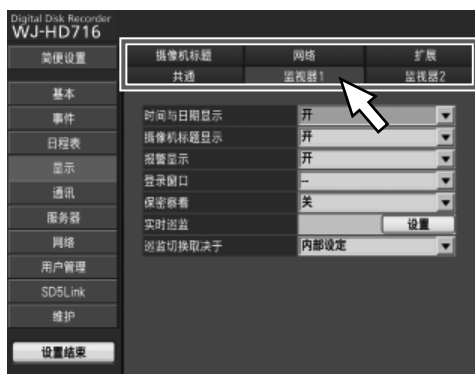 Digital Disk Recorder
WJ-HD716
简便设置
基本
事件
日程表
显示
通讯
服务器
网络
用户管理
SD5Link
维护
设置结束
摄像机标题 网络 扩展
共通 监视器1 监视器2
时间与日期显示 开
摄像机标题显示 开
报警显示 开
登录窗口 --
保密察看 关
实时巡监 设置
巡监切换取决于 内部设定